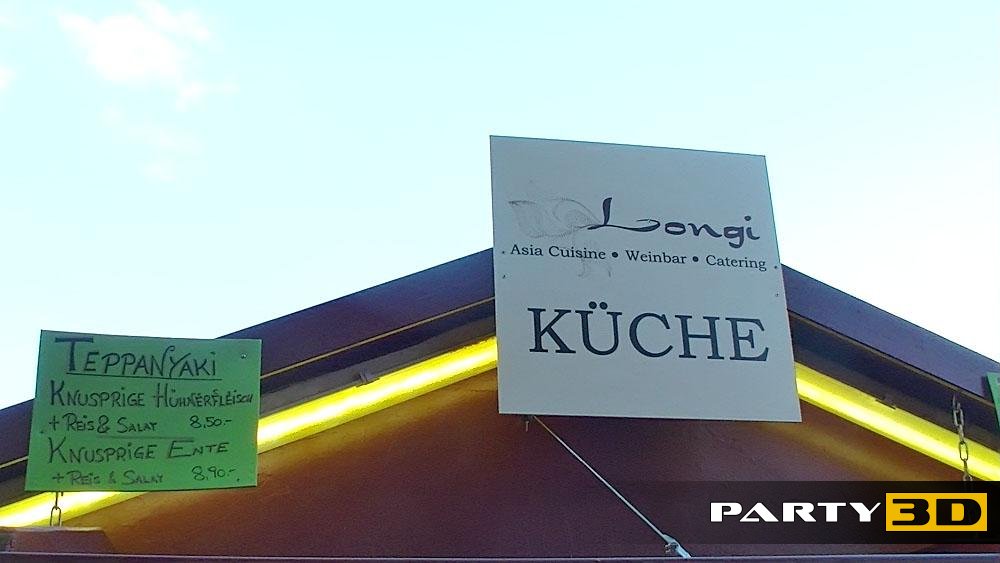 Longi
Asia Cuisine • Weinbar • Catering
KÜCHE
TEPPANYAKI
KNUSPRIGE HÜHNERFLEISCH
+ REIS & SALAT 8,50.-
KNUSPRIGE ENTE
+ REIS & SALAT 8,90.-
PARTY3D